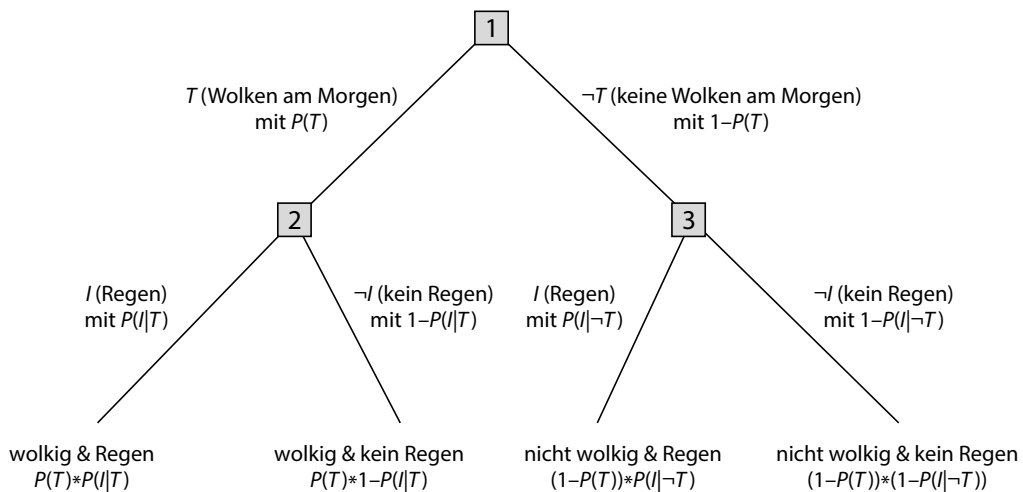 1
T (Wolken am Morgen)
mit P(T)
¬T (keine Wolken am Morgen)
mit 1–P(T)
2
3
I (Regen)
mit P(I|T)
¬I (kein Regen)
mit 1–P(I|T)
I (Regen)
mit P(I|¬T)
¬I (kein Regen)
mit 1–P(I|¬T)
wolkig & Regen
P(T)*P(I|T)
wolkig & kein Regen
P(T)*1–P(I|T)
nicht wolkig & Regen
(1–P(T))*P(I|¬T)
nicht wolkig & kein Regen
(1–P(T))*(1–P(I|¬T))